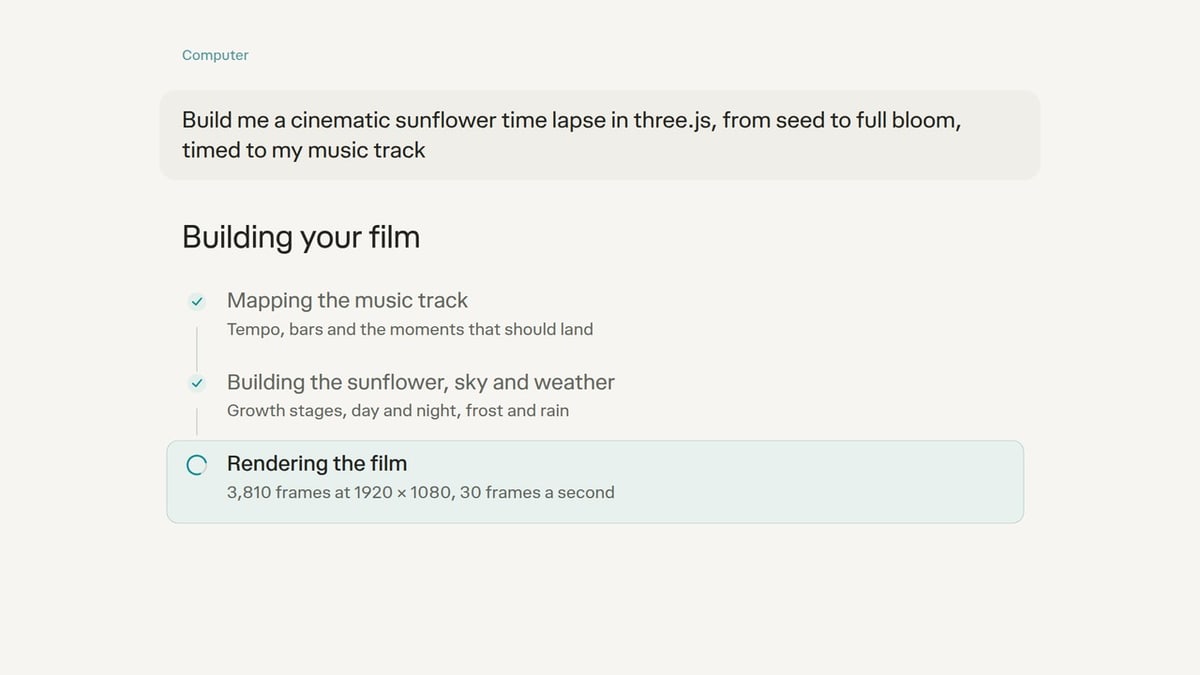 Computer
Build me a cinematic sunflower time lapse in three.js, from seed to full bloom,
timed to my music track
Building your film
Mapping the music track
Tempo, bars and the moments that should land
Building the sunflower, sky and weather
Growth stages, day and night, frost and rain
Rendering the film
3,810 frames at 1920 × 1080, 30 frames a second